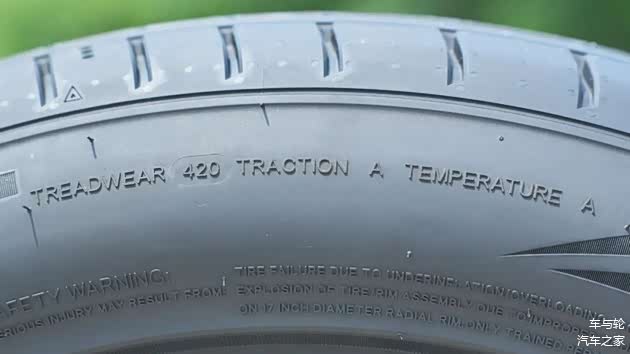 TREADWEAR 420 TRACTION A TEMPERATURE A
SAFETY WARNING:
SERIOUS INJURY MAY RESULT FROM:
TIRE FAILURE DUE TO UNDERINFLATION/OVERLOADING
EXPLOSION OF TIRE/RIM ASSEMBLY DUE TO IMPROPER
ON 17 INCH DIAMETER RADIAL RIM.ONLY TRAINED
车与轮
汽车之家